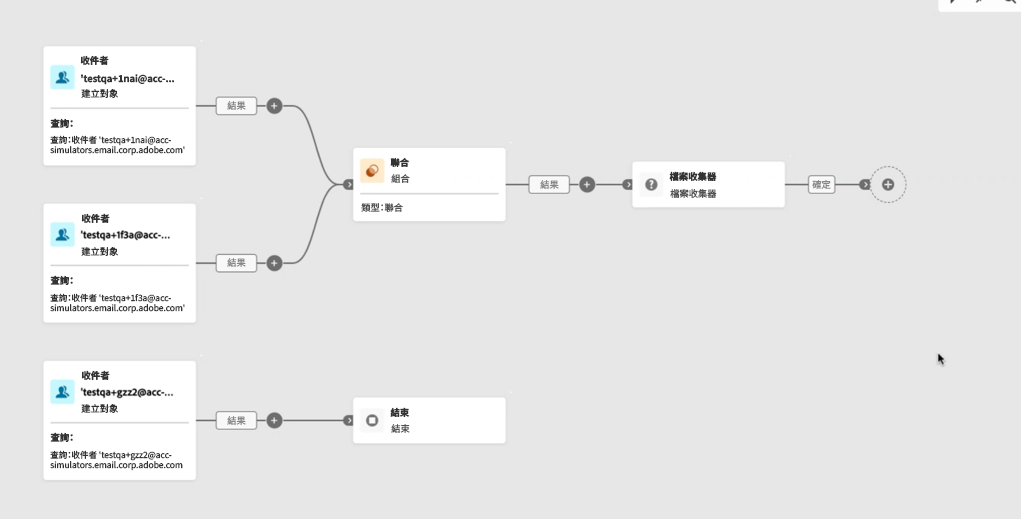 收件者
'testqa+1nai@acc-...
建立對象
查詢:
查詢:收件者 'testqa+1nai@acc-
simulators.email.corp.adobe.com'
結果
收件者
'testqa+1f3a@acc-...
建立對象
查詢:
查詢:收件者 'testqa+1f3a@acc-
simulators.email.corp.adobe.com'
結果
聯合
組合
類型:聯合
結果
檔案收集器
檔案收集器
確定
收件者
'testqa+gzz2@acc-...
建立對象
查詢:
查詢:收件者 'testqa+gzz2@acc-
simulators.email.corp.adobe.com
結果
結束
結束